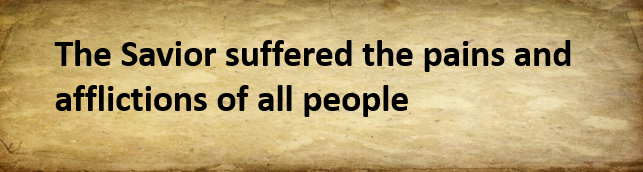 The Savior suffered the pains and
afflictions of all people